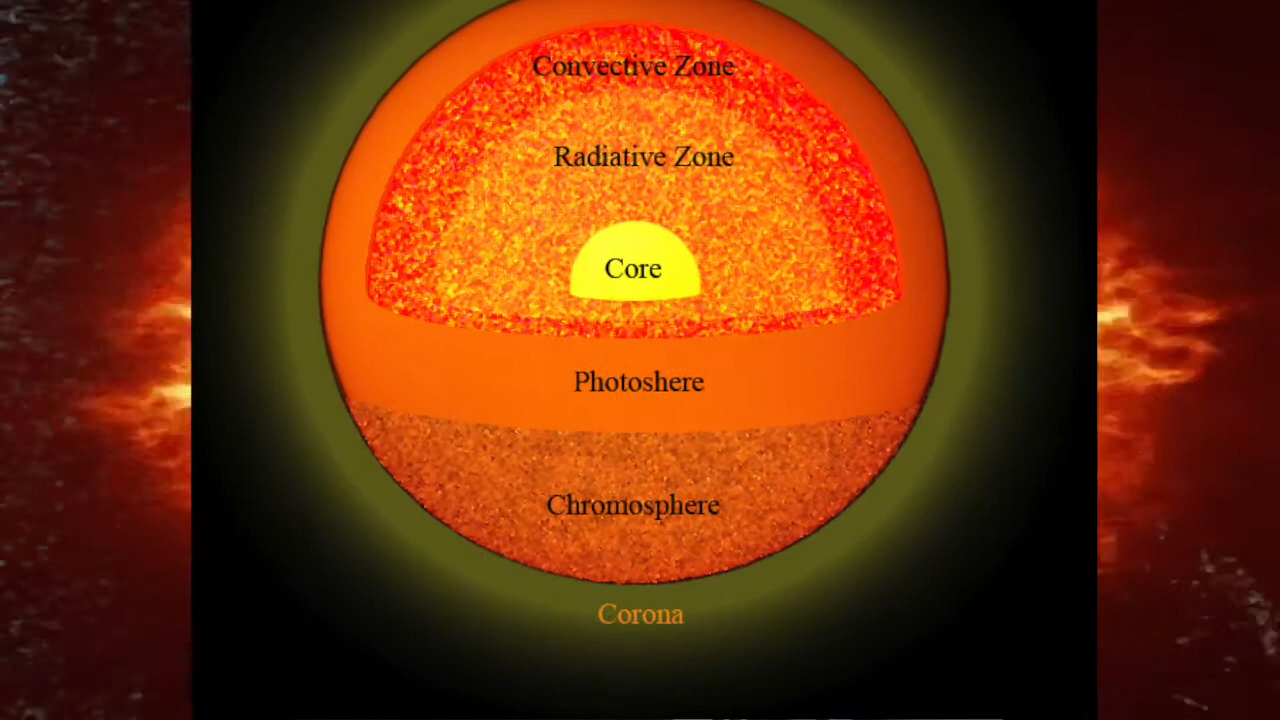 Convective Zone
Radiative Zone
Core
Photoshere
Chromosphere
Corona